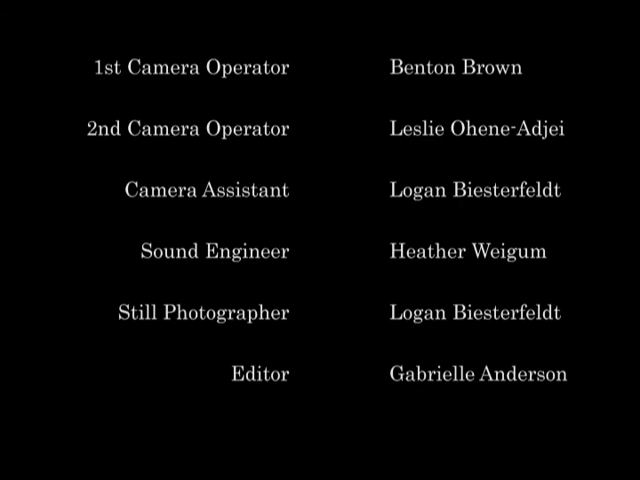 1st Camera Operator Benton Brown
2nd Camera Operator Leslie Ohene-Adjei
Camera Assistant Logan Biesterfeldt
Sound Engineer Heather Weigum
Still Photographer Logan Biesterfeldt
Editor Gabrielle Anderson